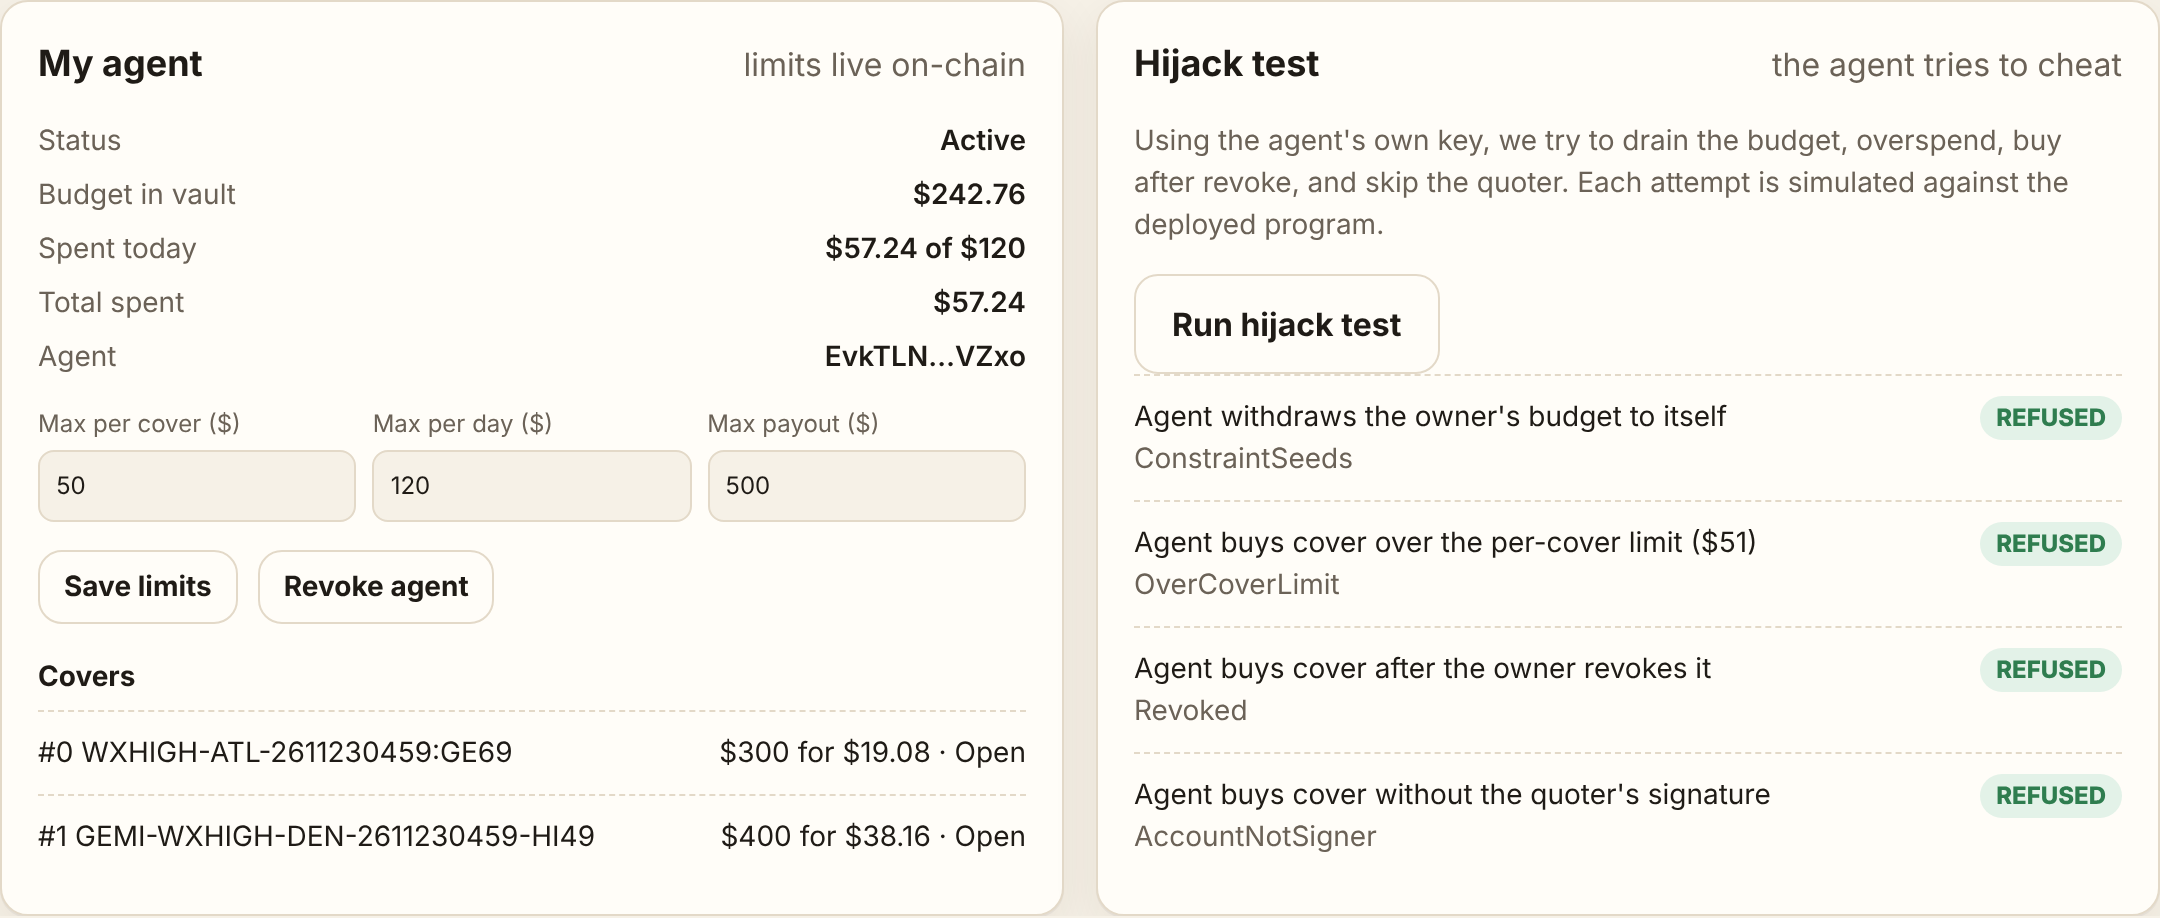 My agent
limits live on-chain
Status
Active
Budget in vault
$242.76
Spent today
$57.24 of $120
Total spent
$57.24
Agent
EvkTLN...VZxo
Max per cover ($)
Max per day ($)
Max payout ($)
50
120
500
Save limits
Revoke agent
Covers
#0 WXHIGH-ATL-2611230459:GE69
$300 for $19.08 · Open
#1 GEMI-WXHIGH-DEN-2611230459-HI49
$400 for $38.16 · Open
Hijack test
the agent tries to cheat
Using the agent's own key, we try to drain the budget, overspend, buy
after revoke, and skip the quoter. Each attempt is simulated against the
deployed program.
Run hijack test
Agent withdraws the owner's budget to itself
REFUSED
ConstraintSeeds
Agent buys cover over the per-cover limit ($51)
REFUSED
OverCoverLimit
Agent buys cover after the owner revokes it
REFUSED
Revoked
Agent buys cover without the quoter's signature
REFUSED
AccountNotSigner